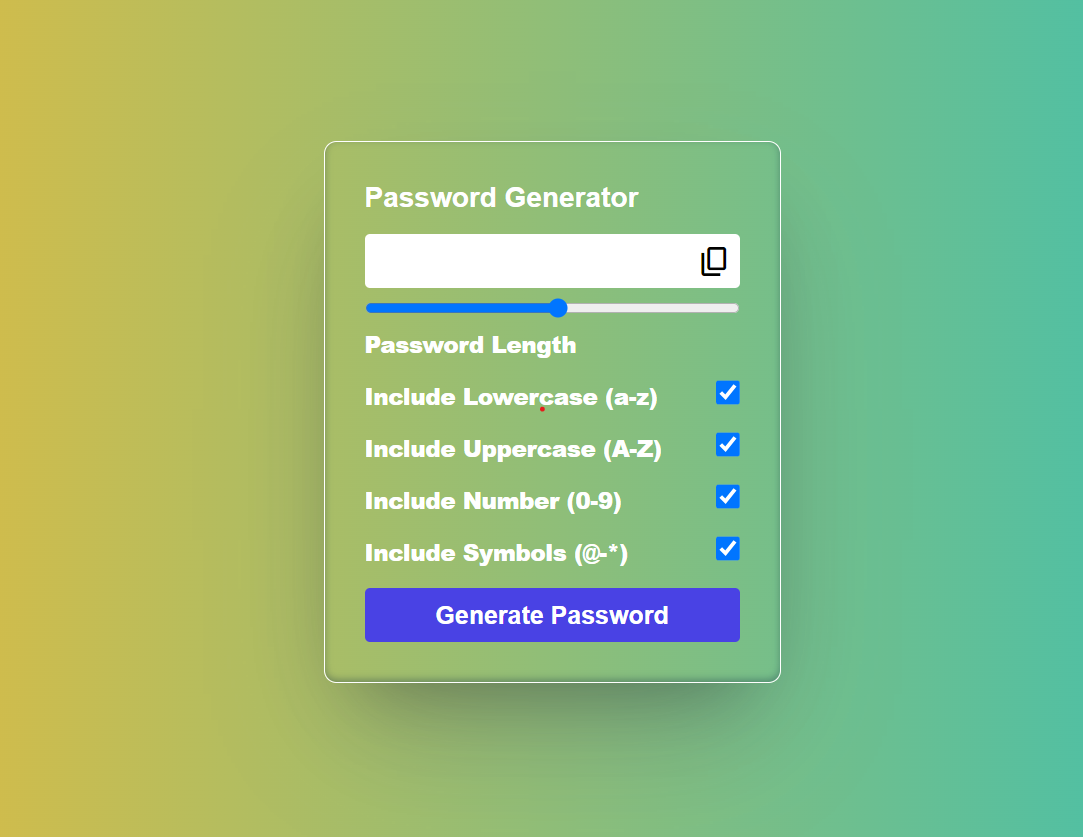 Password Generator
Password Length
Include Lowercase (a-z)
Include Uppercase (A-Z)
Include Number (0-9)
Include Symbols (@-*)
Generate Password